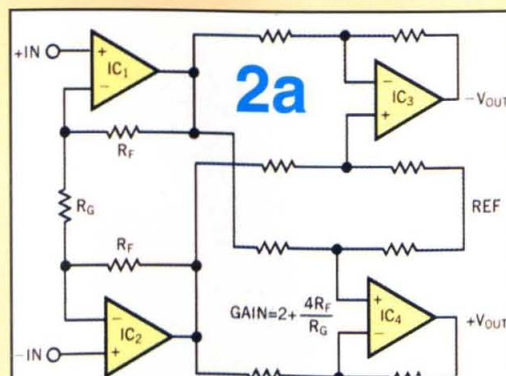 +IN
IC1
2a
IC3
−VOUT
RF
RG
REF
RF
GAIN=2+ 4RF/RG
IC4
+VOUT
IC2
−IN